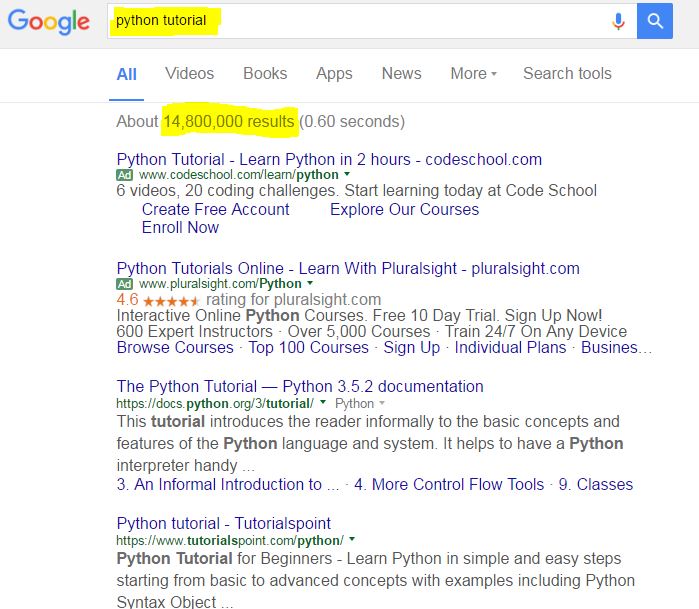 Google python tutorial
All Videos Books Apps News More Search tools
About 14,800,000 results (0.60 seconds)
Python Tutorial - Learn Python in 2 hours - codeschool.com
Ad www.codeschool.com/learn/python
6 videos, 20 coding challenges. Start learning today at Code School
Create Free Account Explore Our Courses
Enroll Now
Python Tutorials Online - Learn With Pluralsight - pluralsight.com
Ad www.pluralsight.com/Python
4.6 ★★★★★ rating for pluralsight.com
Interactive Online Python Courses. Free 10 Day Trial. Sign Up Now!
600 Expert Instructors · Over 5,000 Courses · Train 24/7 On Any Device
Browse Courses · Top 100 Courses · Sign Up · Individual Plans · Busines...
The Python Tutorial — Python 3.5.2 documentation
https://docs.python.org/3/tutorial/ Python
This tutorial introduces the reader informally to the basic concepts and
features of the Python language and system. It helps to have a Python
interpreter handy ...
3. An Informal Introduction to ... · 4. More Control Flow Tools · 9. Classes
Python tutorial - Tutorialspoint
https://www.tutorialspoint.com/python/
Python Tutorial for Beginners - Learn Python in simple and easy steps
starting from basic to advanced concepts with examples including Python
Syntax Object ...